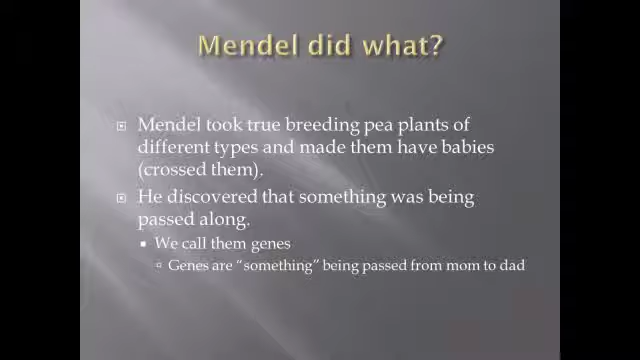 Mendel did what?
Mendel took true breeding pea plants of
different types and made them have babies
(crossed them).
He discovered that something was being
passed along.
We call them genes
Genes are “something” being passed from mom to dad